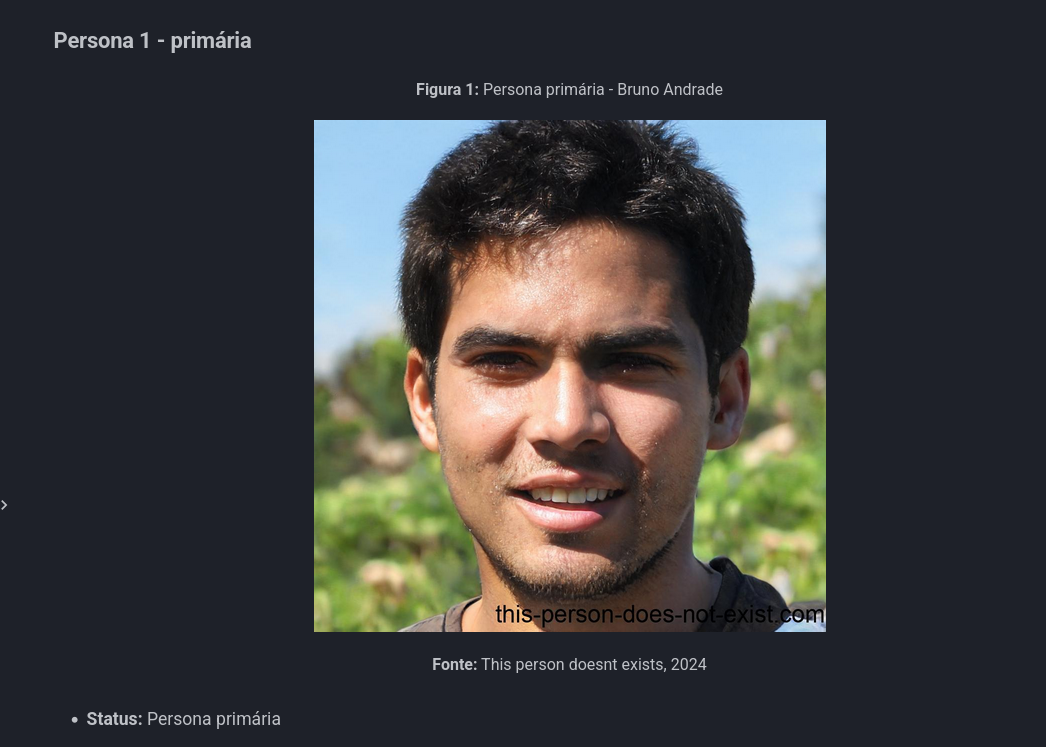 Persona 1 - primária
Figura 1: Persona primária - Bruno Andrade
this-person-does-not-exist.com
Fonte: This person doesnt exists, 2024
Status: Persona primária